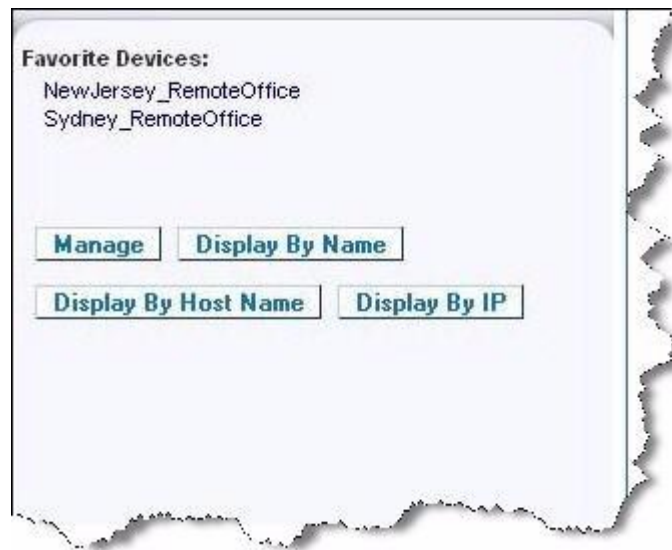 Favorite Devices:
NewJersey_RemoteOffice
Sydney_RemoteOffice
Manage Display By Name
Display By Host Name Display By IP